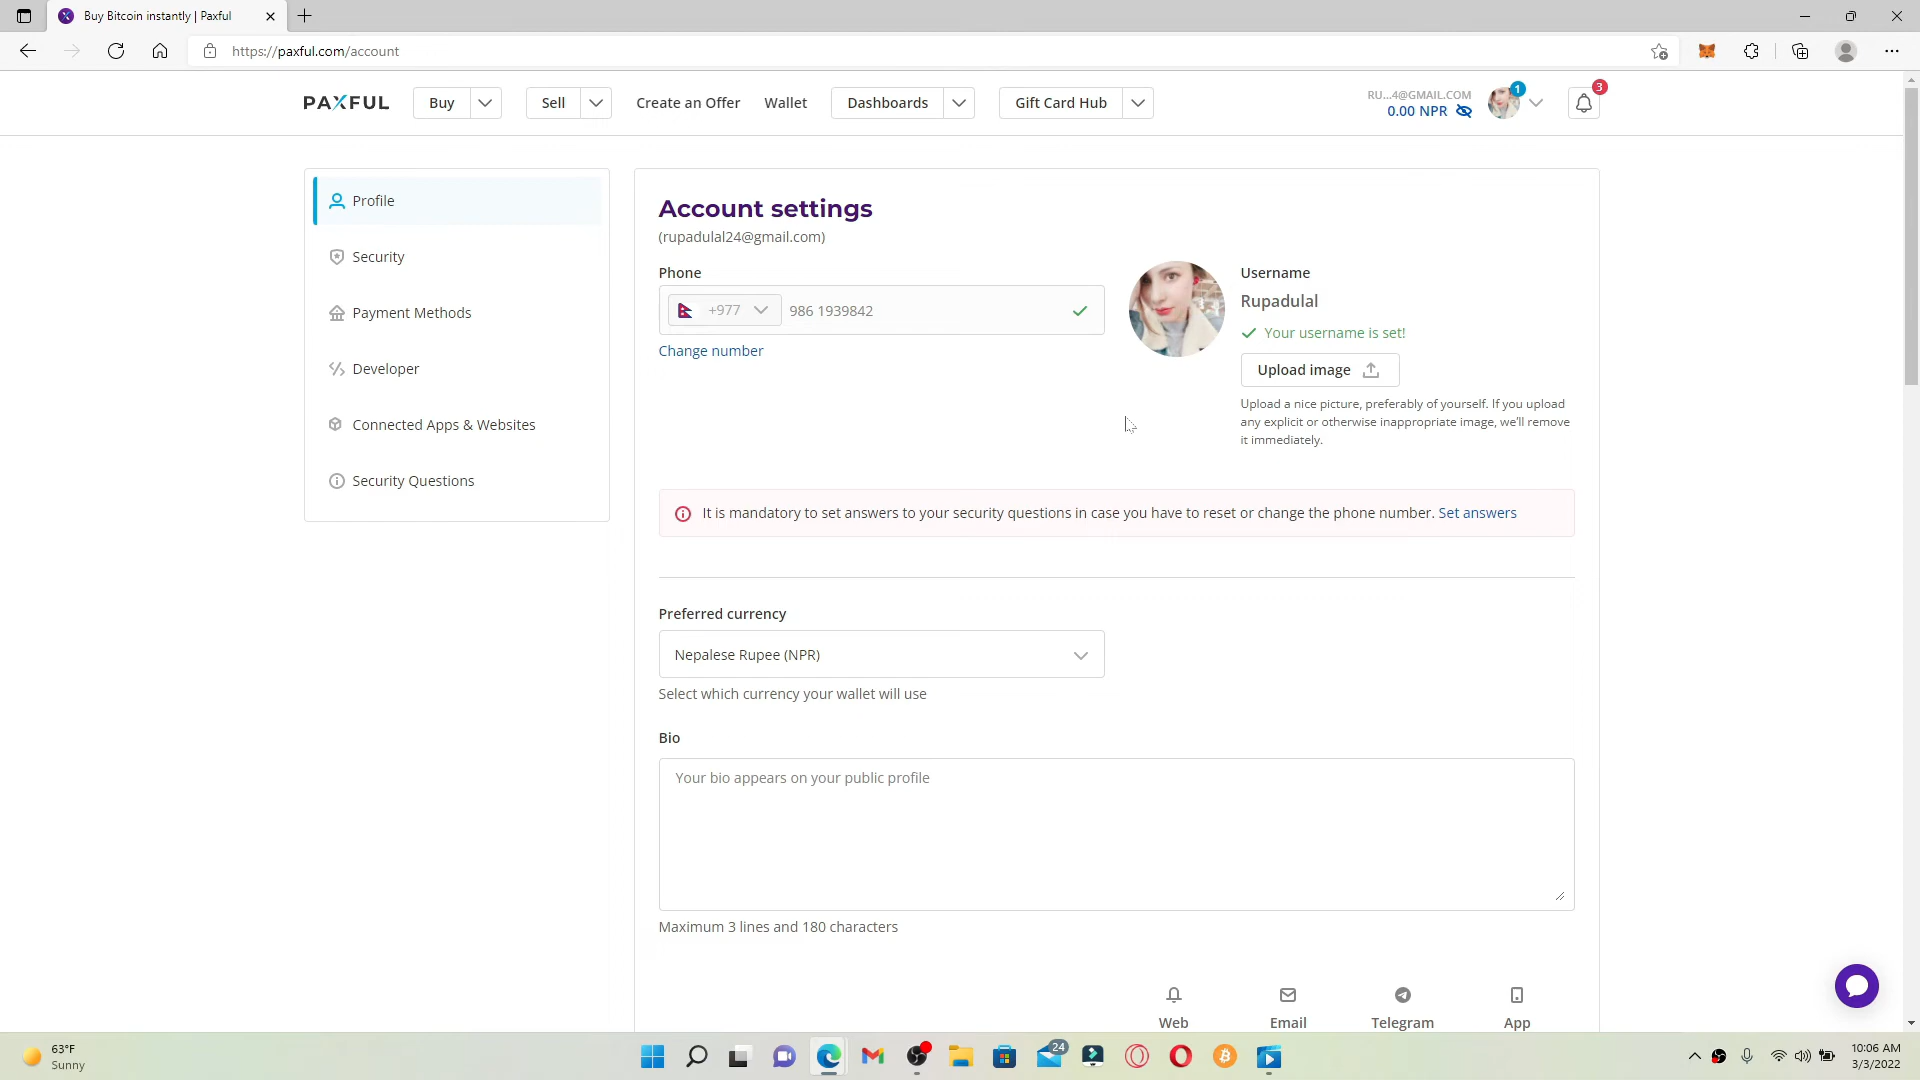 Buy Bitcoin instantly | Paxful
https://paxful.com/account
PAXFUL
Buy
Sell
Create an Offer
Wallet
Dashboards
Gift Card Hub
RU...4@GMAIL.COM
0.00 NPR
1
3
Profile
Security
Payment Methods
Developer
Connected Apps & Websites
Security Questions
Account settings
(rupadulal24@gmail.com)
Phone
+977
986 1939842
Change number
Username
Rupadulal
Your username is set!
Upload image
Upload a nice picture, preferably of yourself. If you upload
any explicit or otherwise inappropriate image, we'll remove
it immediately.
It is mandatory to set answers to your security questions in case you have to reset or change the phone number. Set answers
Preferred currency
Nepalese Rupee (NPR)
Select which currency your wallet will use
Bio
Your bio appears on your public profile
Maximum 3 lines and 180 characters
Web
Email
Telegram
App
63°F
Sunny
24
10:06 AM
3/3/2022